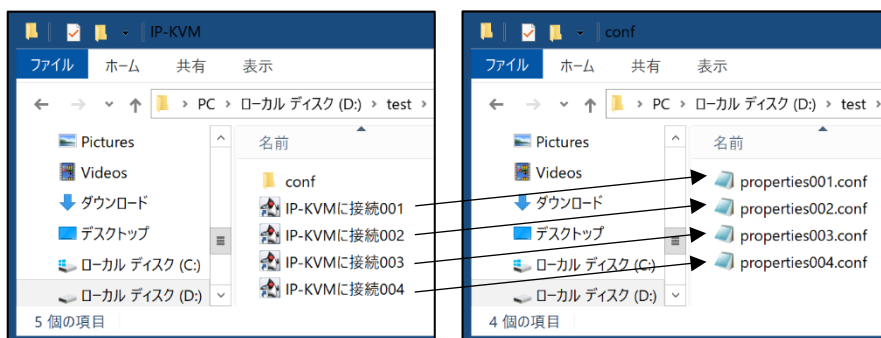 IP-KVM
ファイル ホーム 共有 表示
PC › ローカル ディスク (D:) › test ›
Pictures
Videos
ダウンロード
デスクトップ
ローカル ディスク (C:)
ローカル ディスク (D:)
名前
conf
IP-KVMに接続001
IP-KVMに接続002
IP-KVMに接続003
IP-KVMに接続004
5 個の項目
conf
ファイル ホーム 共有 表示
PC › ローカル ディスク (D:) › test ›
Pictures
Videos
ダウンロード
デスクトップ
ローカル ディスク (C:)
ローカル ディスク (D:)
名前
properties001.conf
properties002.conf
properties003.conf
properties004.conf
4 個の項目